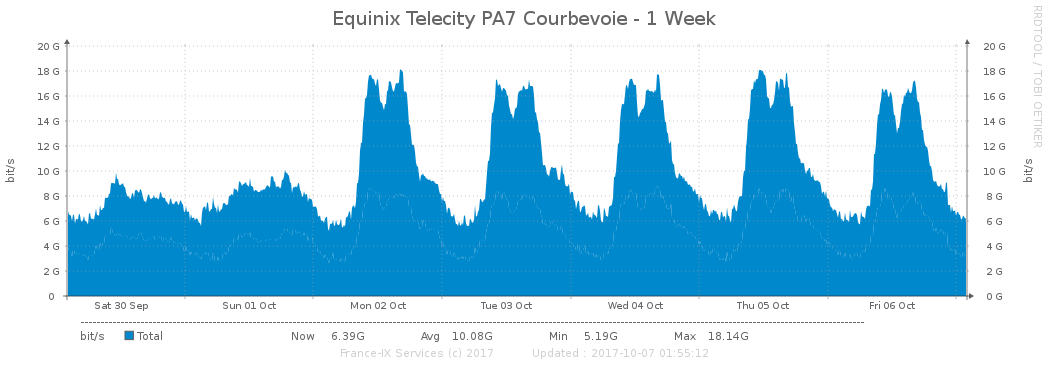 Equinix Telecity PA7 Courbevoie - 1 Week
RRDTOOL / TOBI OETIKER
bit/s
20 G
18 G
16 G
14 G
12 G
10 G
8 G
6 G
4 G
2 G
0
20 G
18 G
16 G
14 G
12 G
10 G
8 G
6 G
4 G
2 G
0 G
bit/s
Sat 30 Sep Sun 01 Oct Mon 02 Oct Tue 03 Oct Wed 04 Oct Thu 05 Oct Fri 06 Oct
bit/s Total Now 6.39G Avg 10.08G Min 5.19G Max 18.14G
France-IX Services (c) 2017 Updated : 2017-10-07 01:55:12